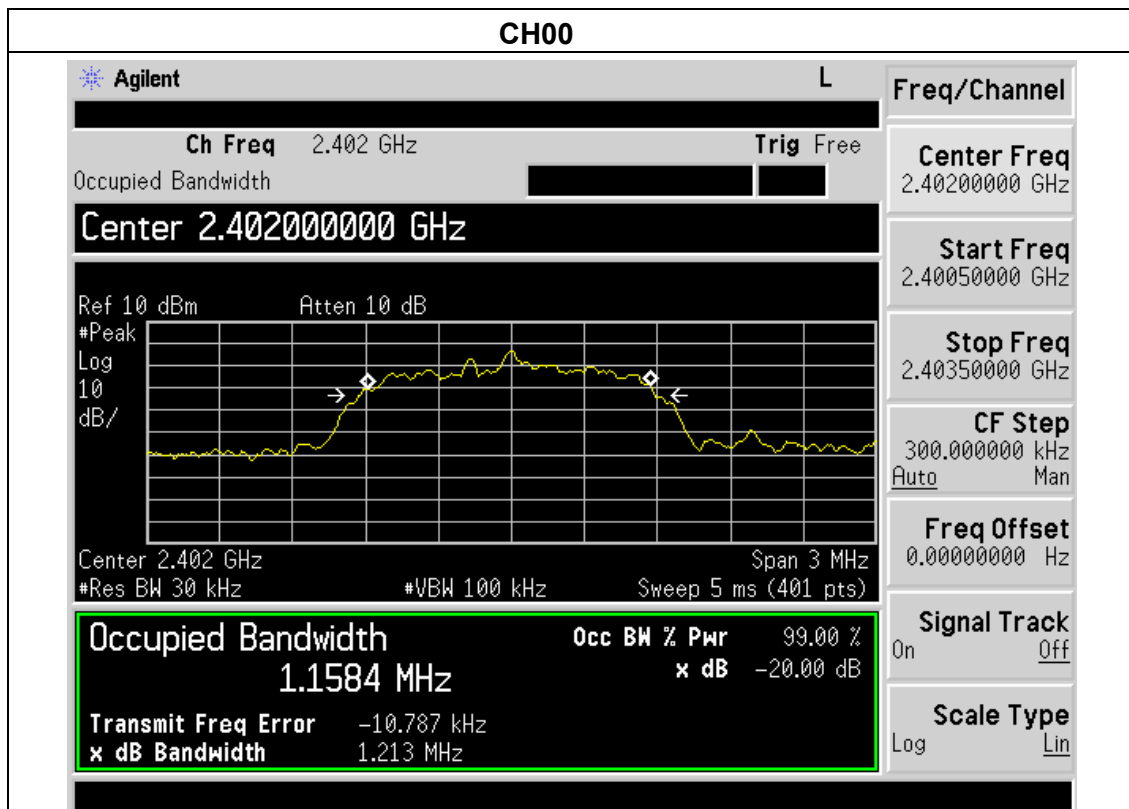 CH00
Agilent L
Ch Freq 2.402 GHz Trig Free
Occupied Bandwidth
Center 2.402000000 GHz
Ref 10 dBm Atten 10 dB
#Peak
Log
10
dB/
Center 2.402 GHz Span 3 MHz
#Res BW 30 kHz #VBW 100 kHz Sweep 5 ms (401 pts)
Occupied Bandwidth Occ BW % Pwr 99.00 %
1.1584 MHz x dB -20.00 dB
Transmit Freq Error -10.787 kHz
x dB Bandwidth 1.213 MHz
Freq/Channel
Center Freq
2.40200000 GHz
Start Freq
2.40050000 GHz
Stop Freq
2.40350000 GHz
CF Step
300.000000 kHz
Auto Man
Freq Offset
0.00000000 Hz
Signal Track
On Off
Scale Type
Log Lin